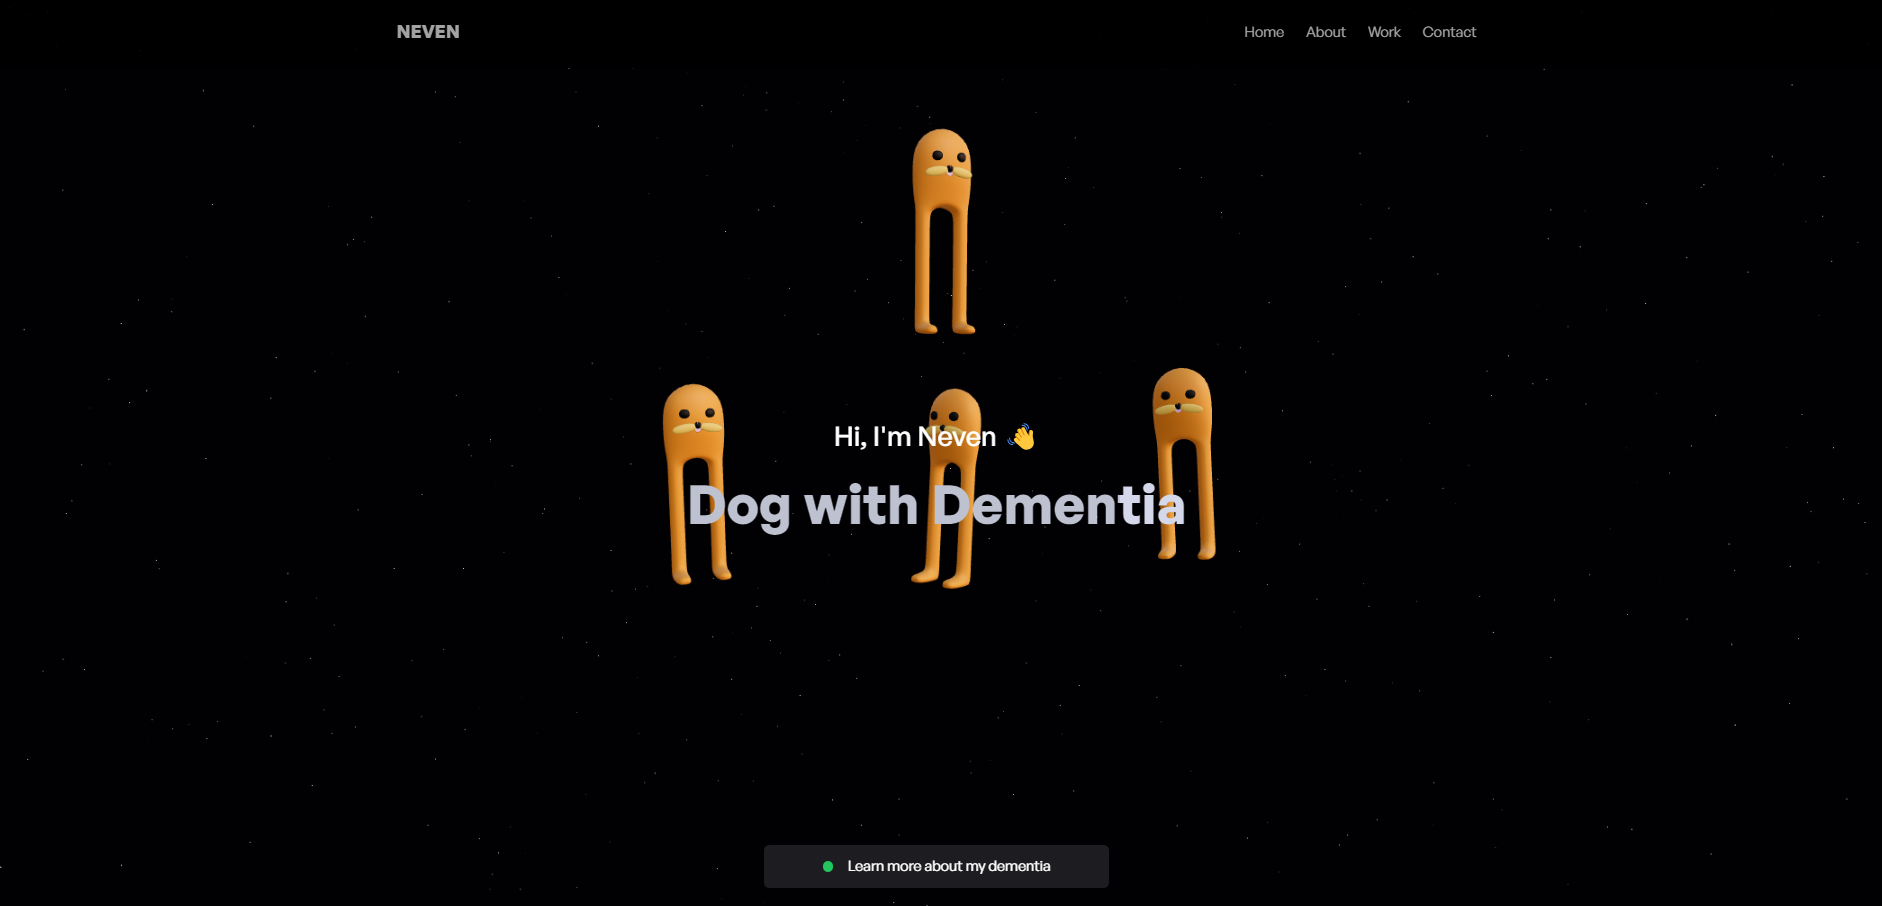 NEVEN
Home About Work Contact
Hi, I'm Neven 👋
Dog with Dementia
Learn more about my dementia